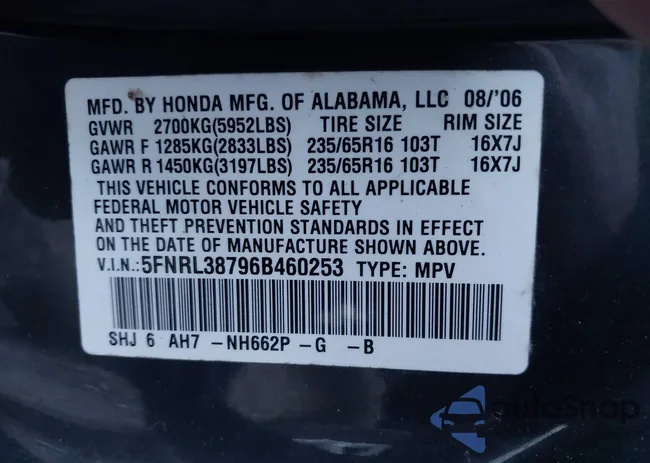 MFD. BY HONDA MFG. OF ALABAMA, LLC 08/'06
GVWR 2700KG(5952LBS) TIRE SIZE RIM SIZE
GAWR F 1285KG(2833LBS) 235/65R16 103T 16X7J
GAWR R 1450KG(3197LBS) 235/65R16 103T 16X7J
THIS VEHICLE CONFORMS TO ALL APPLICABLE
FEDERAL MOTOR VEHICLE SAFETY
AND THEFT PREVENTION STANDARDS IN EFFECT
ON THE DATE OF MANUFACTURE SHOWN ABOVE.
V.I.N.:5FNRL38796B460253 TYPE: MPV
SHJ 6 AH7 -NH662P -G -B
autoSnap